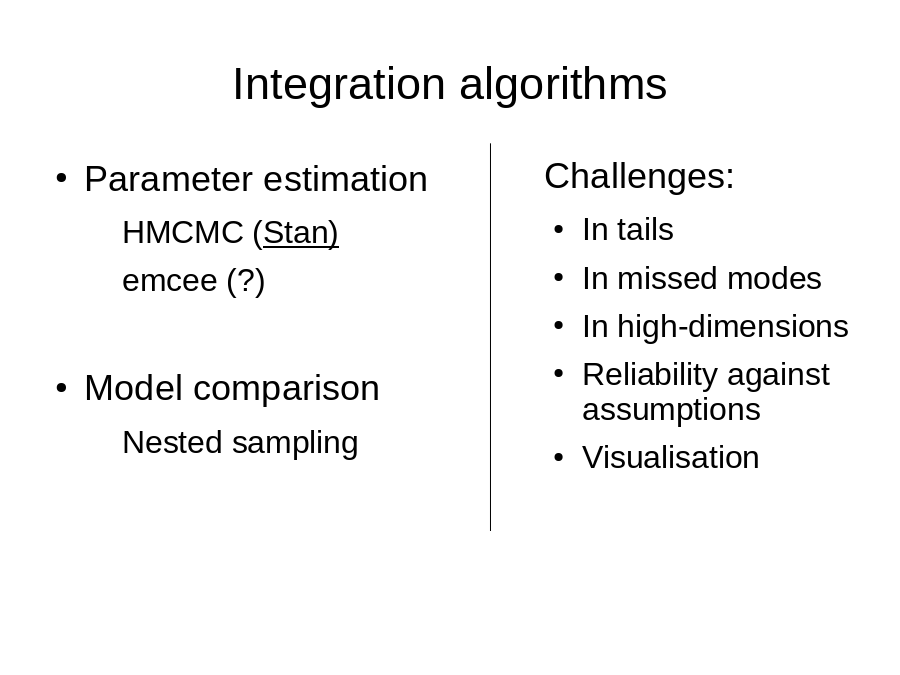 Integration algorithms
• Parameter estimation
HMCMC (Stan)
emcee (?)
• Model comparison
Nested sampling
Challenges:
• In tails
• In missed modes
• In high-dimensions
• Reliability against
assumptions
• Visualisation